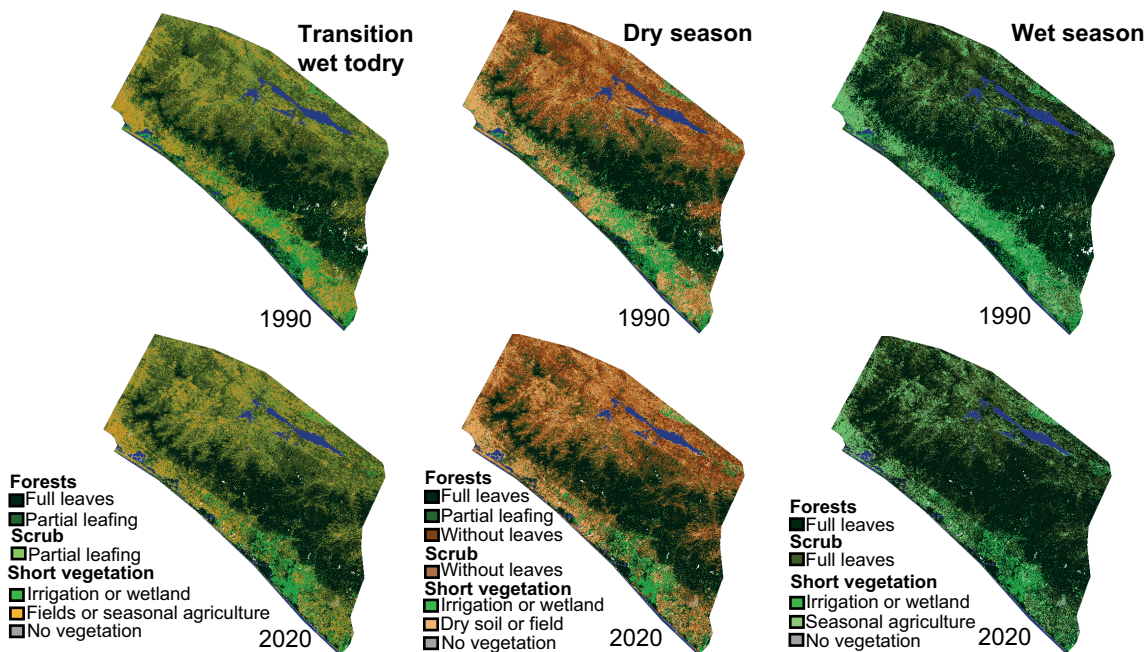 Transition
wet todry
Dry season
Wet season
1990
1990
1990
Forests
Full leaves
Partial leafing
Scrub
Partial leafing
Short vegetation
Irrigation or wetland
Fields or seasonal agriculture
No vegetation
2020
Forests
Full leaves
Partial leafing
Without leaves
Scrub
Without leaves
Short vegetation
Irrigation or wetland
Dry soil or field
No vegetation
2020
Forests
Full leaves
Scrub
Full leaves
Short vegetation
Irrigation or wetland
Seasonal agriculture
No vegetation
2020